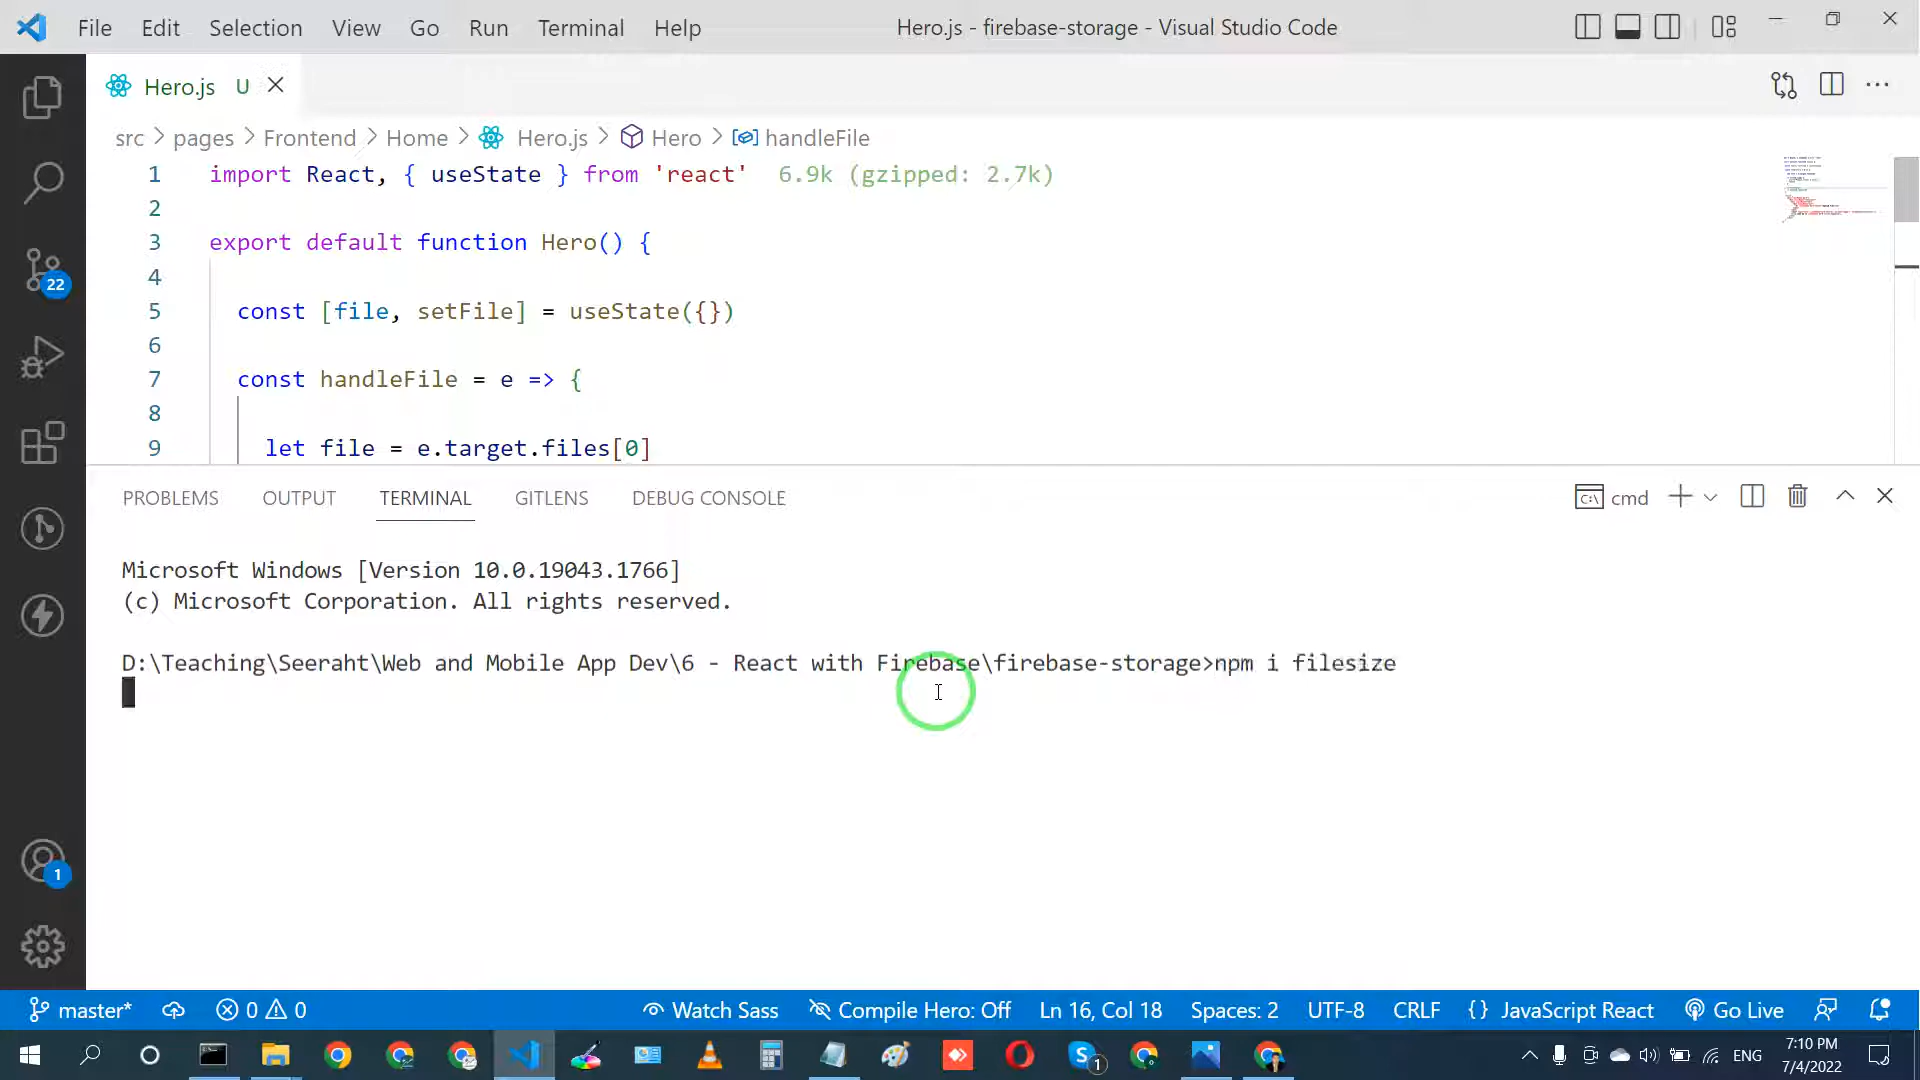 File Edit Selection View Go Run Terminal Help Hero.js - firebase-storage - Visual Studio Code
Hero.js U
src > pages > Frontend > Home > Hero.js > Hero > handleFile
1 import React, { useState } from 'react' 6.9k (gzipped: 2.7k)
2
3 export default function Hero() {
4
5 const [file, setFile] = useState({})
6
7 const handleFile = e => {
8
9 let file = e.target.files[0]
22
PROBLEMS OUTPUT TERMINAL GITLENS DEBUG CONSOLE cmd
Microsoft Windows [Version 10.0.19043.1766]
(c) Microsoft Corporation. All rights reserved.
D:\Teaching\Seeraht\Web and Mobile App Dev\6 - React with Firebase\firebase-storage>npm i filesize
1
master* 0 0 Watch Sass Compile Hero: Off Ln 16, Col 18 Spaces: 2 UTF-8 CRLF {} JavaScript React Go Live
1 ENG 7:10 PM
7/4/2022